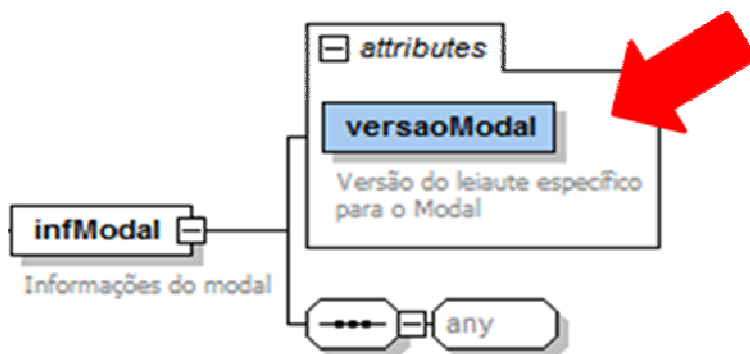 attributes
versaoModal
Versão do leiaute específico
para o Modal
infModal
Informações do modal
any